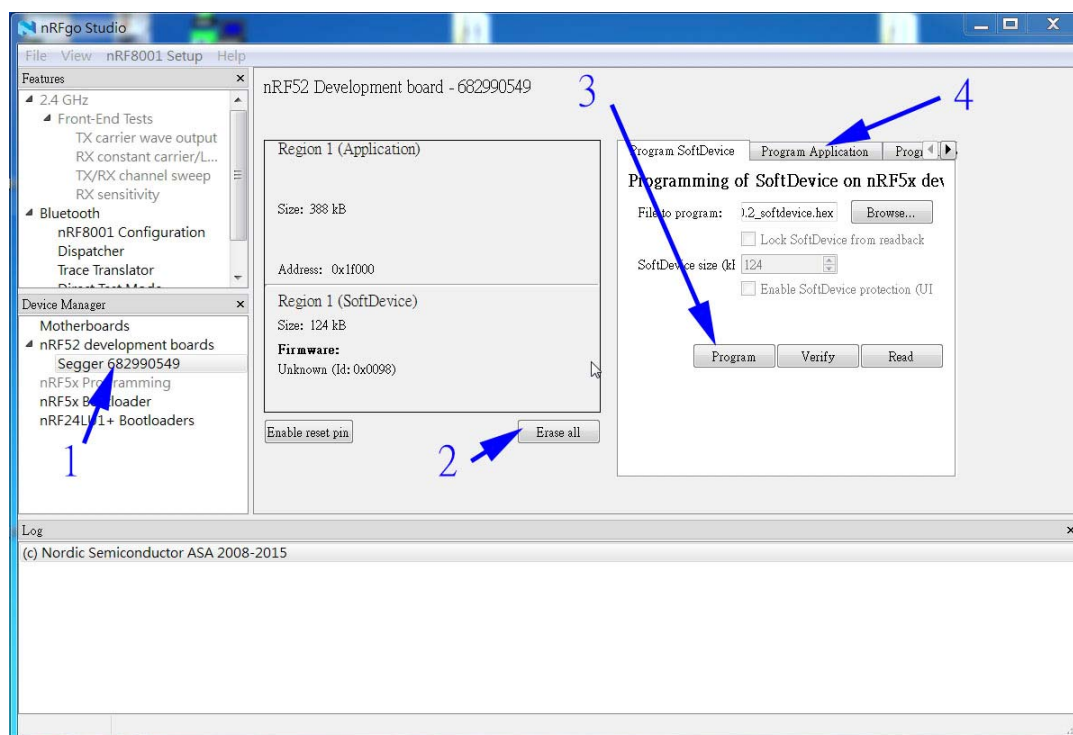 nRFgo Studio
File View nRF8001 Setup Help
Features
2.4 GHz
Front-End Tests
TX carrier wave output
RX constant carrier/L...
TX/RX channel sweep
RX sensitivity
Bluetooth
nRF8001 Configuration
Dispatcher
Trace Translator
Direct Test Mode
Device Manager
Motherboards
nRF52 development boards
Segger 682990549
nRF5x Programming
nRF5x Bootloader
nRF24LU1+ Bootloaders
1
nRF52 Development board - 682990549
Region 1 (Application)
Size: 388 kB
Address: 0x1f000
Region 1 (SoftDevice)
Size: 124 kB
Firmware:
Unknown (Id: 0x0098)
Enable reset pin
2
Erase all
3
4
Program SoftDevice Program Application Progr
Programming of SoftDevice on nRF5x dev
File to program: ).2_softdevice.hex Browse...
Lock SoftDevice from readback
SoftDevice size (kB 124
Enable SoftDevice protection (UI
Program Verify Read
Log
(c) Nordic Semiconductor ASA 2008-2015